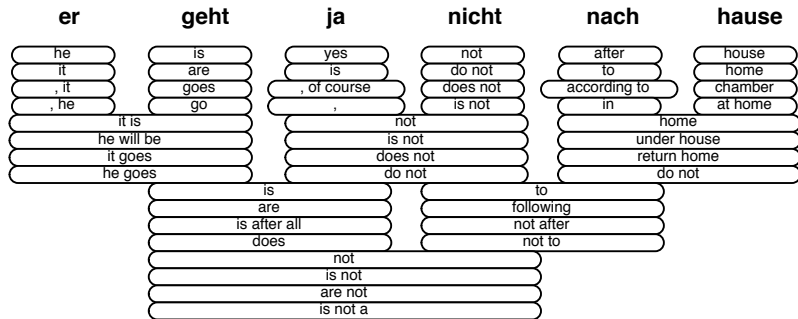 er geht ja nicht nach hause
he is yes not after house
it are is do not to home
, it goes , of course does not according to chamber
, he go , is not in at home
it is not home
he will be is not under house
it goes does not return home
he goes do not do not
is to
are following
is after all not after
does not to
not
is not
are not
is not a